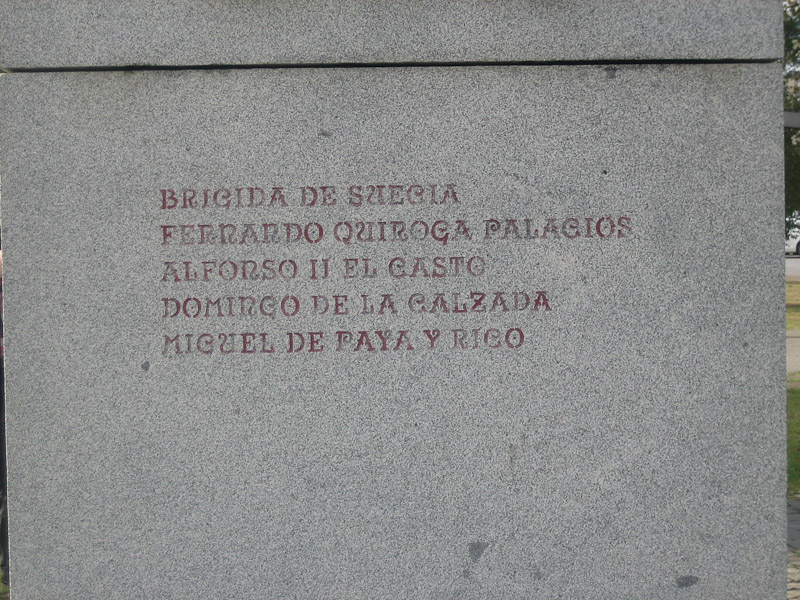 BRIGIDA DE SUECIA
FERNANDO QUIROGA PALACIOS
ALFONSO II EL CASTO
DOMINGO DE LA CALZADA
MIGUEL DE PAYA Y RICO